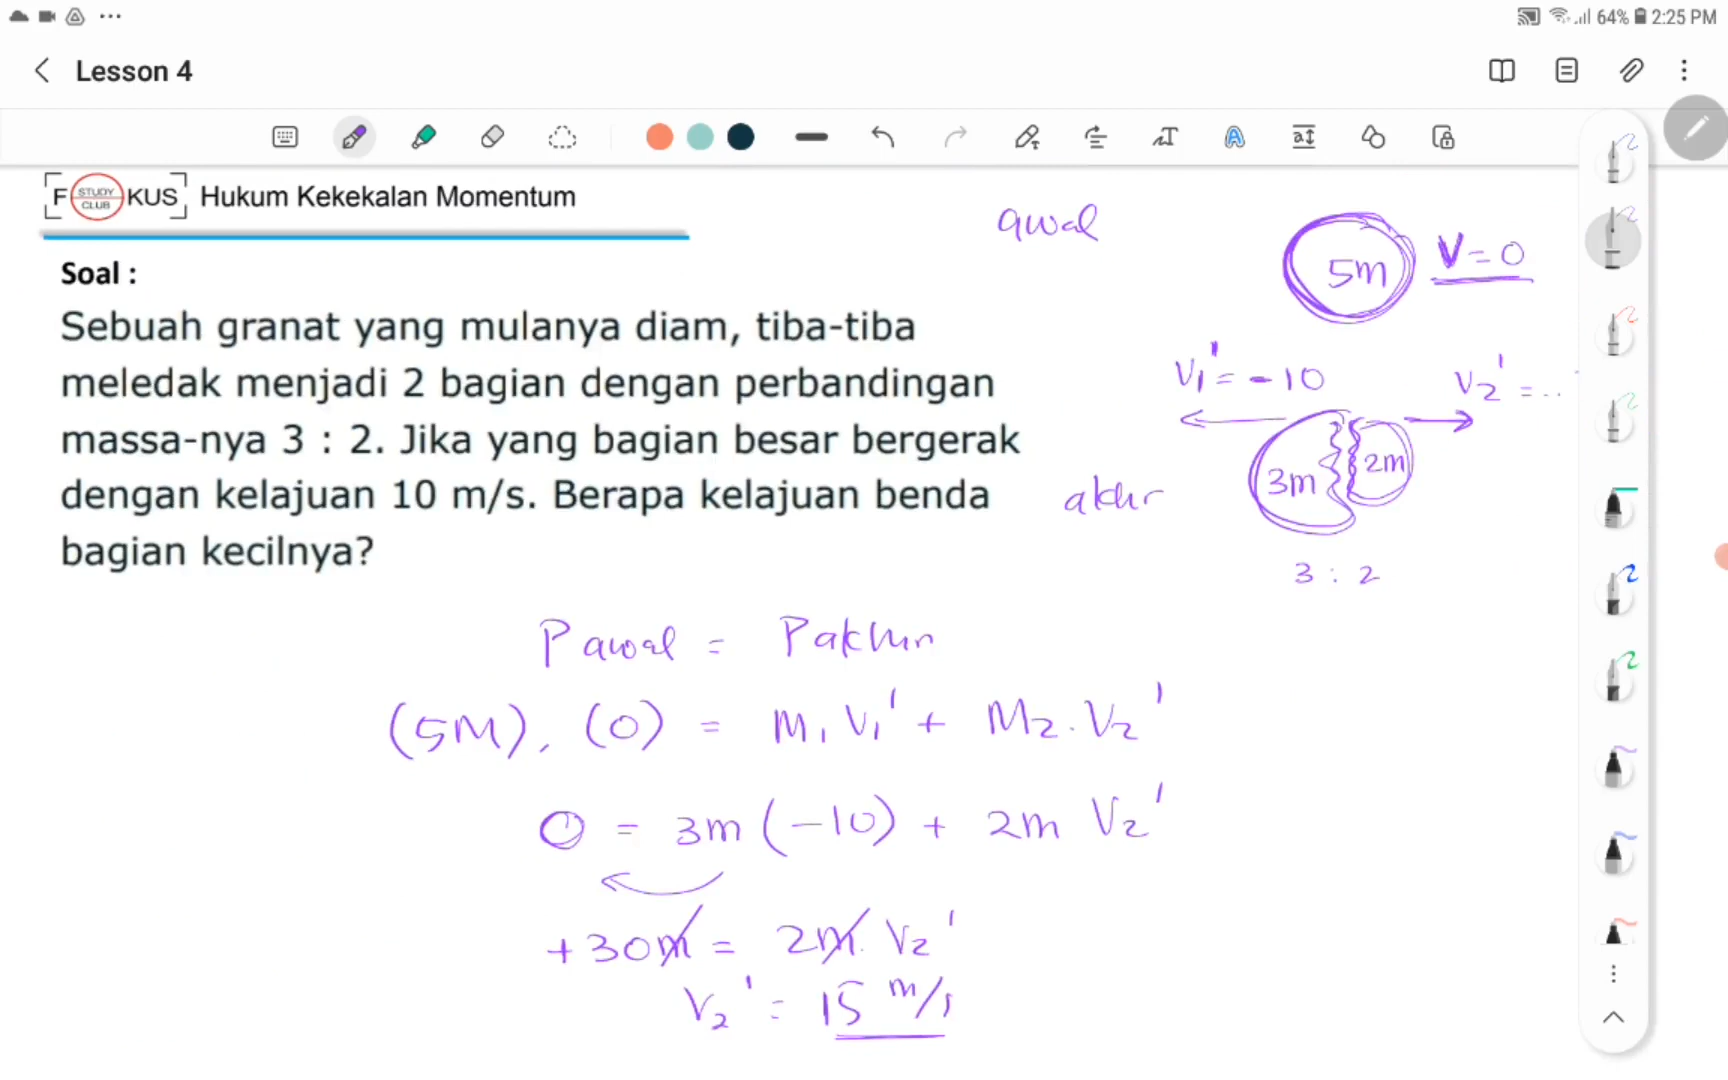 64% 2:25 PM
Lesson 4
F STUDY CLUB KUS Hukum Kekekalan Momentum
Soal :
Sebuah granat yang mulanya diam, tiba-tiba
meledak menjadi 2 bagian dengan perbandingan
massa-nya 3 : 2. Jika yang bagian besar bergerak
dengan kelajuan 10 m/s. Berapa kelajuan benda
bagian kecilnya?
awal
5m V = 0
V1' = -10 V2' = ...
3m 2m
akhir
3 : 2
P awal = Pakhir
(5M) . (0) = M1 V1' + M2 . V2'
0 = 3m (-10) + 2m V2'
+30m = 2m . V2'
V2' = 15 m/s